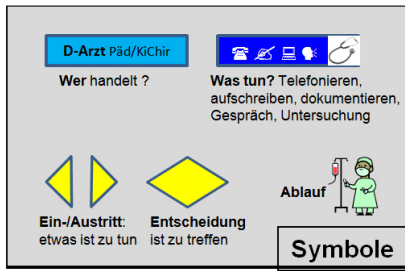 D-Arzt Päd/KiChir
Wer handelt ?
Was tun? Telefonieren,
aufschreiben, dokumentieren,
Gespräch, Untersuchung
Ablauf
Ein-/Austritt:
etwas ist zu tun
Entscheidung
ist zu treffen
Symbole